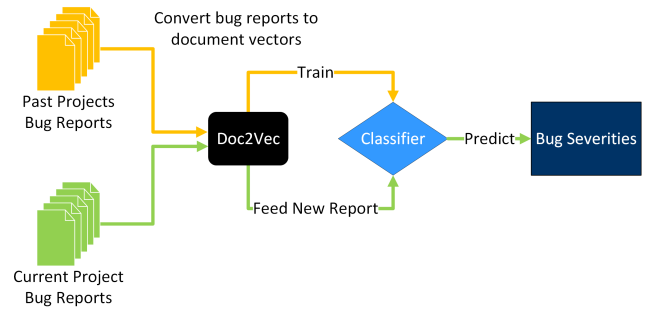 Convert bug reports to
document vectors
Train
Past Projects
Bug Reports
Doc2Vec
Classifier
Predict
Bug Severities
Feed New Report
Current Project
Bug Reports